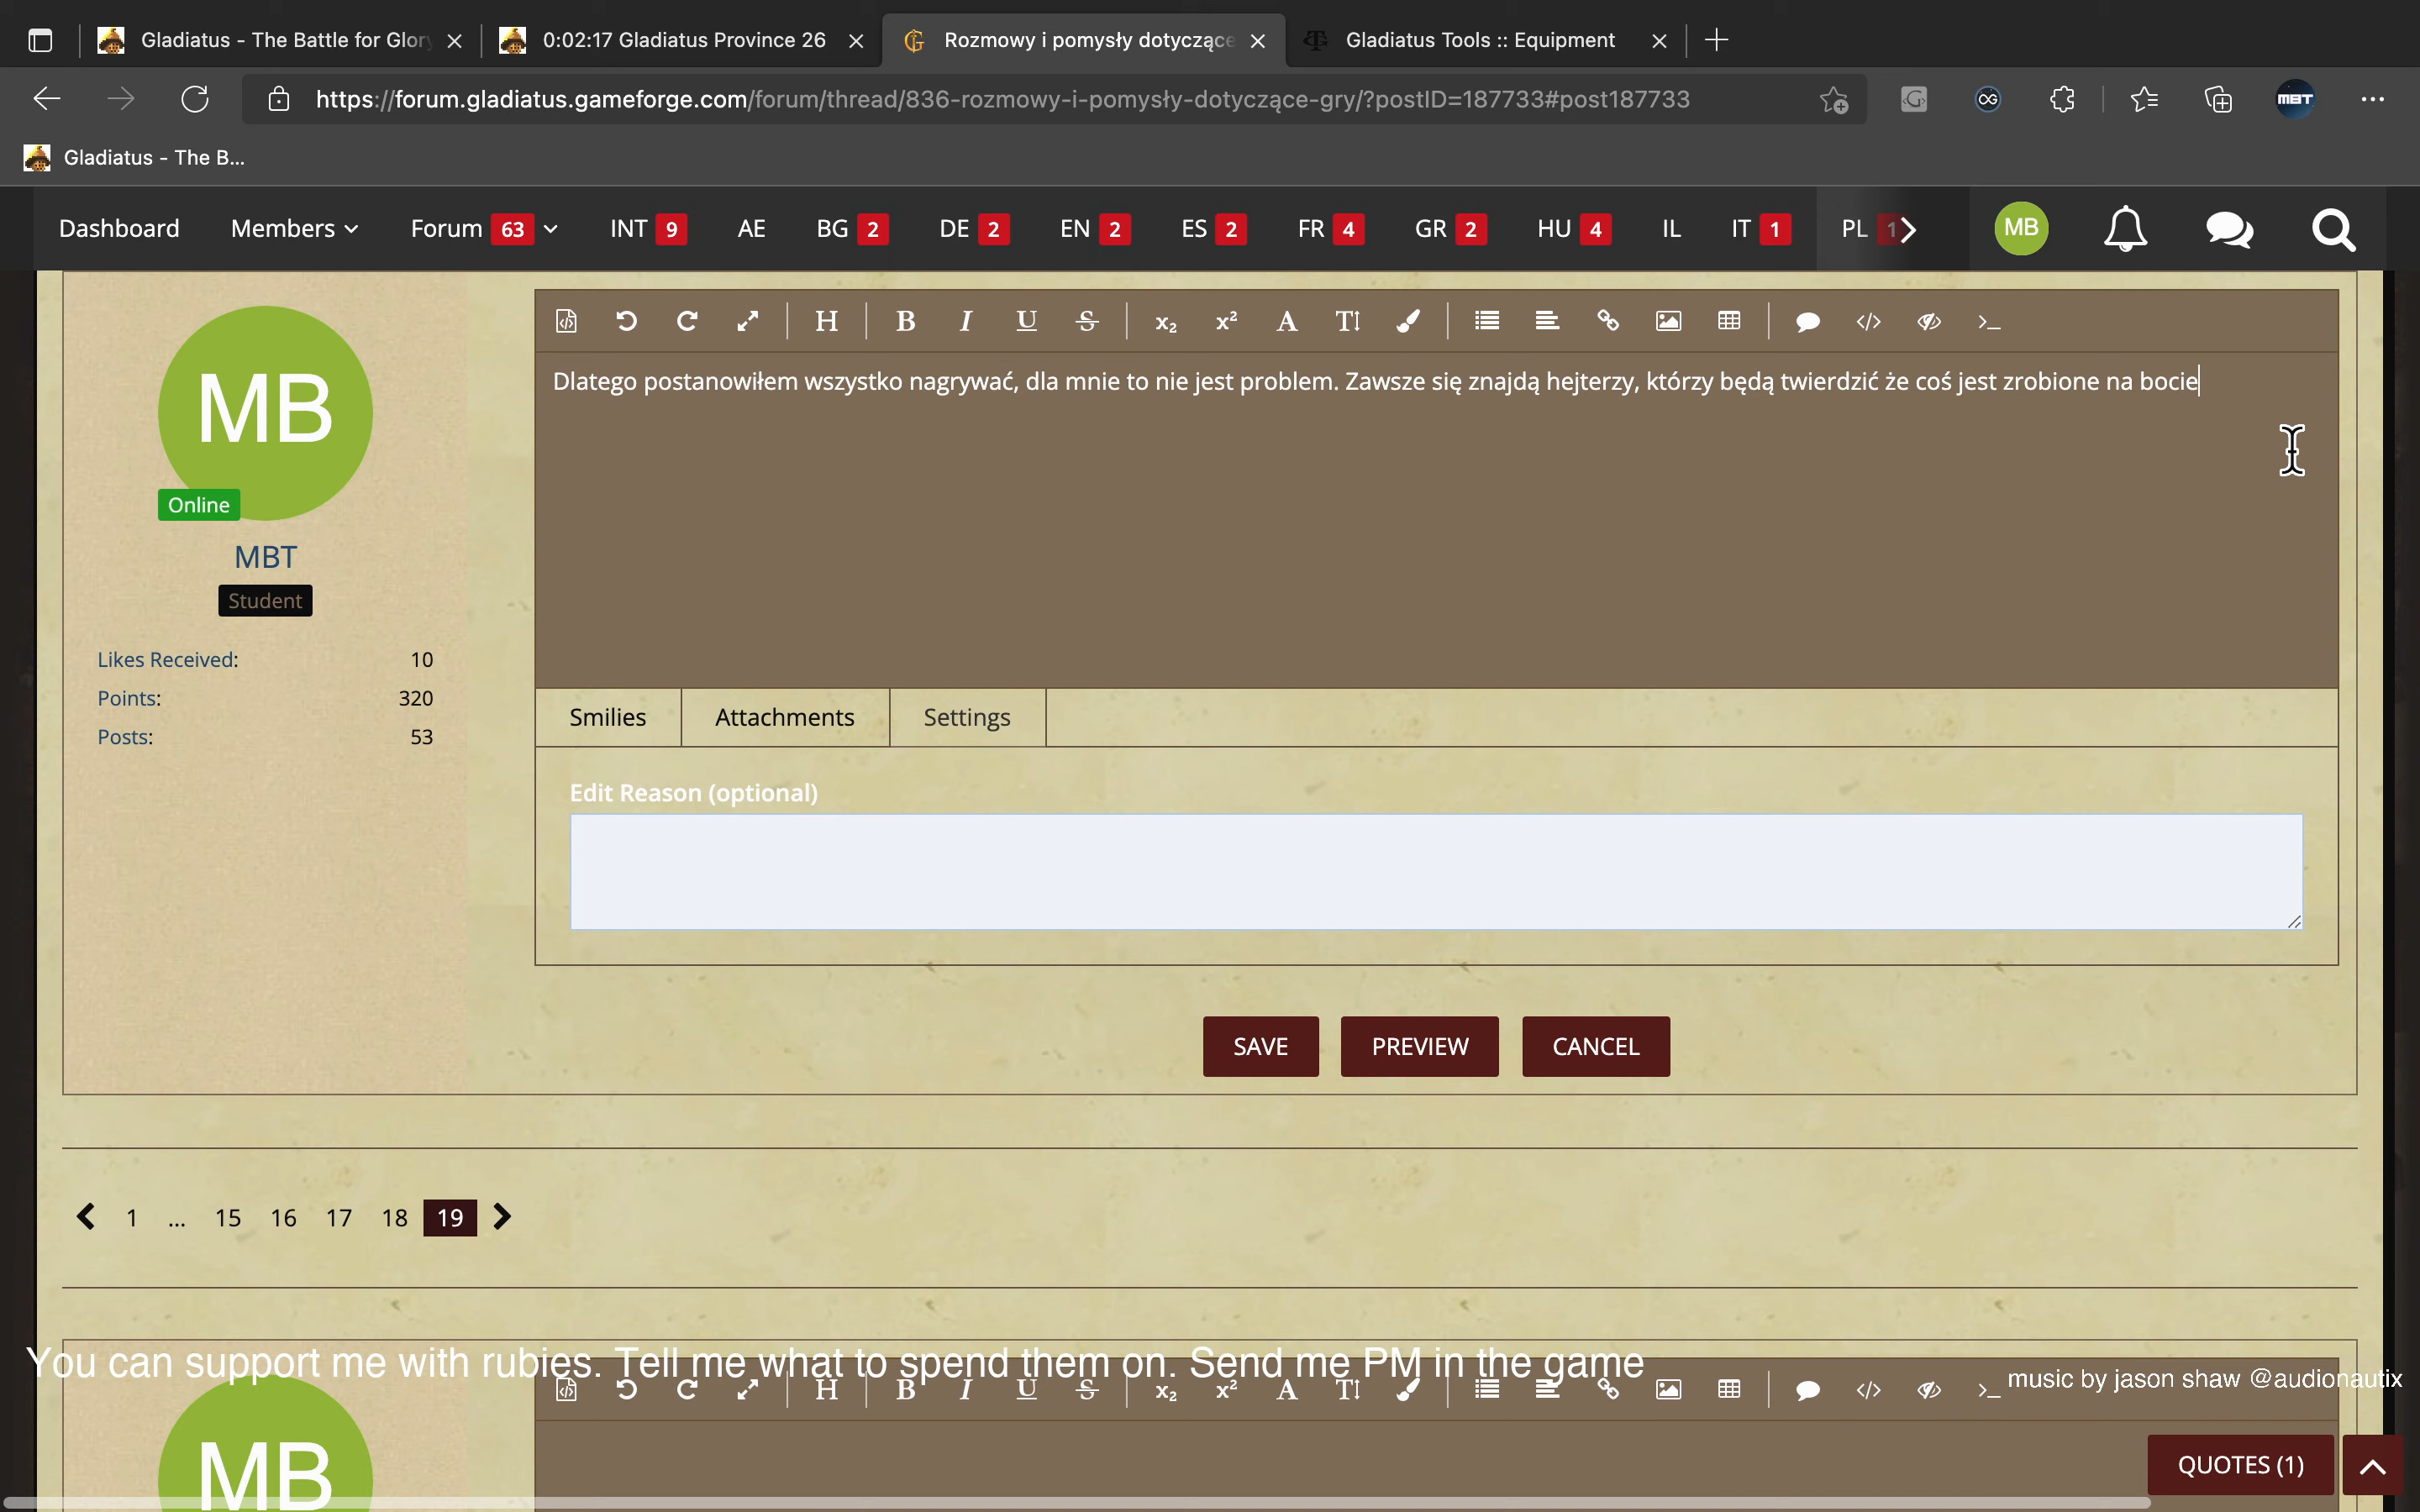 Gladiatus - The Battle for Glory
0:02:17 Gladiatus Province 26
Rozmowy i pomysły dotyczące
Gladiatus Tools :: Equipment
https://forum.gladiatus.gameforge.com/forum/thread/836-rozmowy-i-pomysły-dotyczące-gry/?postID=187733#post187733
MBT
Gladiatus - The B...
Dashboard Members Forum 63 INT 9 AE BG 2 DE 2 EN 2 ES 2 FR 4 GR 2 HU 4 IL IT 1 PL 1 MB
MB
Online
MBT
Student
Likes Received: 10
Points: 320
Posts: 53
Dlatego postanowiłem wszystko nagrywać, dla mnie to nie jest problem. Zawsze się znajdą hejterzy, którzy będą twierdzić że coś jest zrobione na bocie
Smilies Attachments Settings
Edit Reason (optional)
SAVE PREVIEW CANCEL
1 ... 15 16 17 18 19
You can support me with rubies. Tell me what to spend them on. Send me PM in the game
music by jason shaw @audionautix
MB
QUOTES (1)